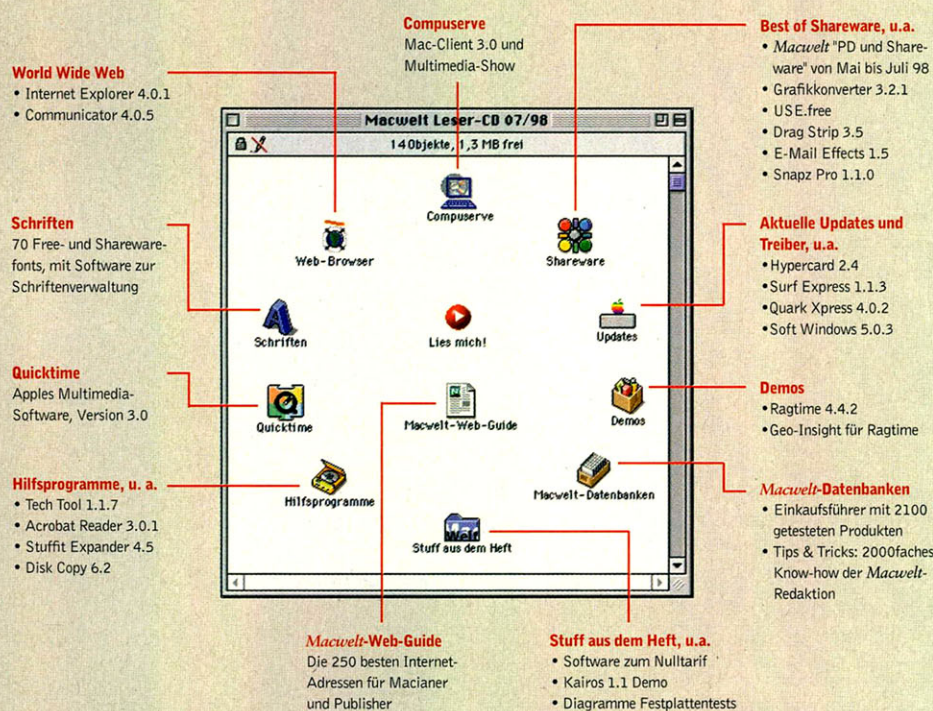 World Wide Web
• Internet Explorer 4.0.1
• Communicator 4.0.5
Schriften
70 Free- und Shareware-
fonts, mit Software zur
Schriftenverwaltung
Quicktime
Apples Multimedia-
Software, Version 3.0
Hilfsprogramme, u. a.
• Tech Tool 1.1.7
• Acrobat Reader 3.0.1
• Stuffit Expander 4.5
• Disk Copy 6.2
Compuserve
Mac-Client 3.0 und
Multimedia-Show
Macwelt Leser-CD 07/98
14 Objekte, 1,3 MB frei
Compuserve
Web-Browser
Shareware
Schriften
Lies mich!
Updates
Quicktime
Macwelt-Web-Guide
Demos
Hilfsprogramme
Macwelt-Datenbanken
Welt
Stuff aus dem Heft
Macwelt-Web-Guide
Die 250 besten Internet-
Adressen für Macianer
und Publisher
Stuff aus dem Heft, u.a.
• Software zum Nulltarif
• Kairos 1.1 Demo
• Diagramme Festplattentests
Best of Shareware, u.a.
• Macwelt "PD und Share-
ware" von Mai bis Juli 98
• Grafikkonverter 3.2.1
• USE.free
• Drag Strip 3.5
• E-Mail Effects 1.5
• Snapz Pro 1.1.0
Aktuelle Updates und
Treiber, u.a.
• Hypercard 2.4
• Surf Express 1.1.3
• Quark Xpress 4.0.2
• Soft Windows 5.0.3
Demos
• Ragtime 4.4.2
• Geo-Insight für Ragtime
Macwelt-Datenbanken
• Einkaufsführer mit 2100
getesteten Produkten
• Tips & Tricks: 2000faches
Know-how der Macwelt-
Redaktion